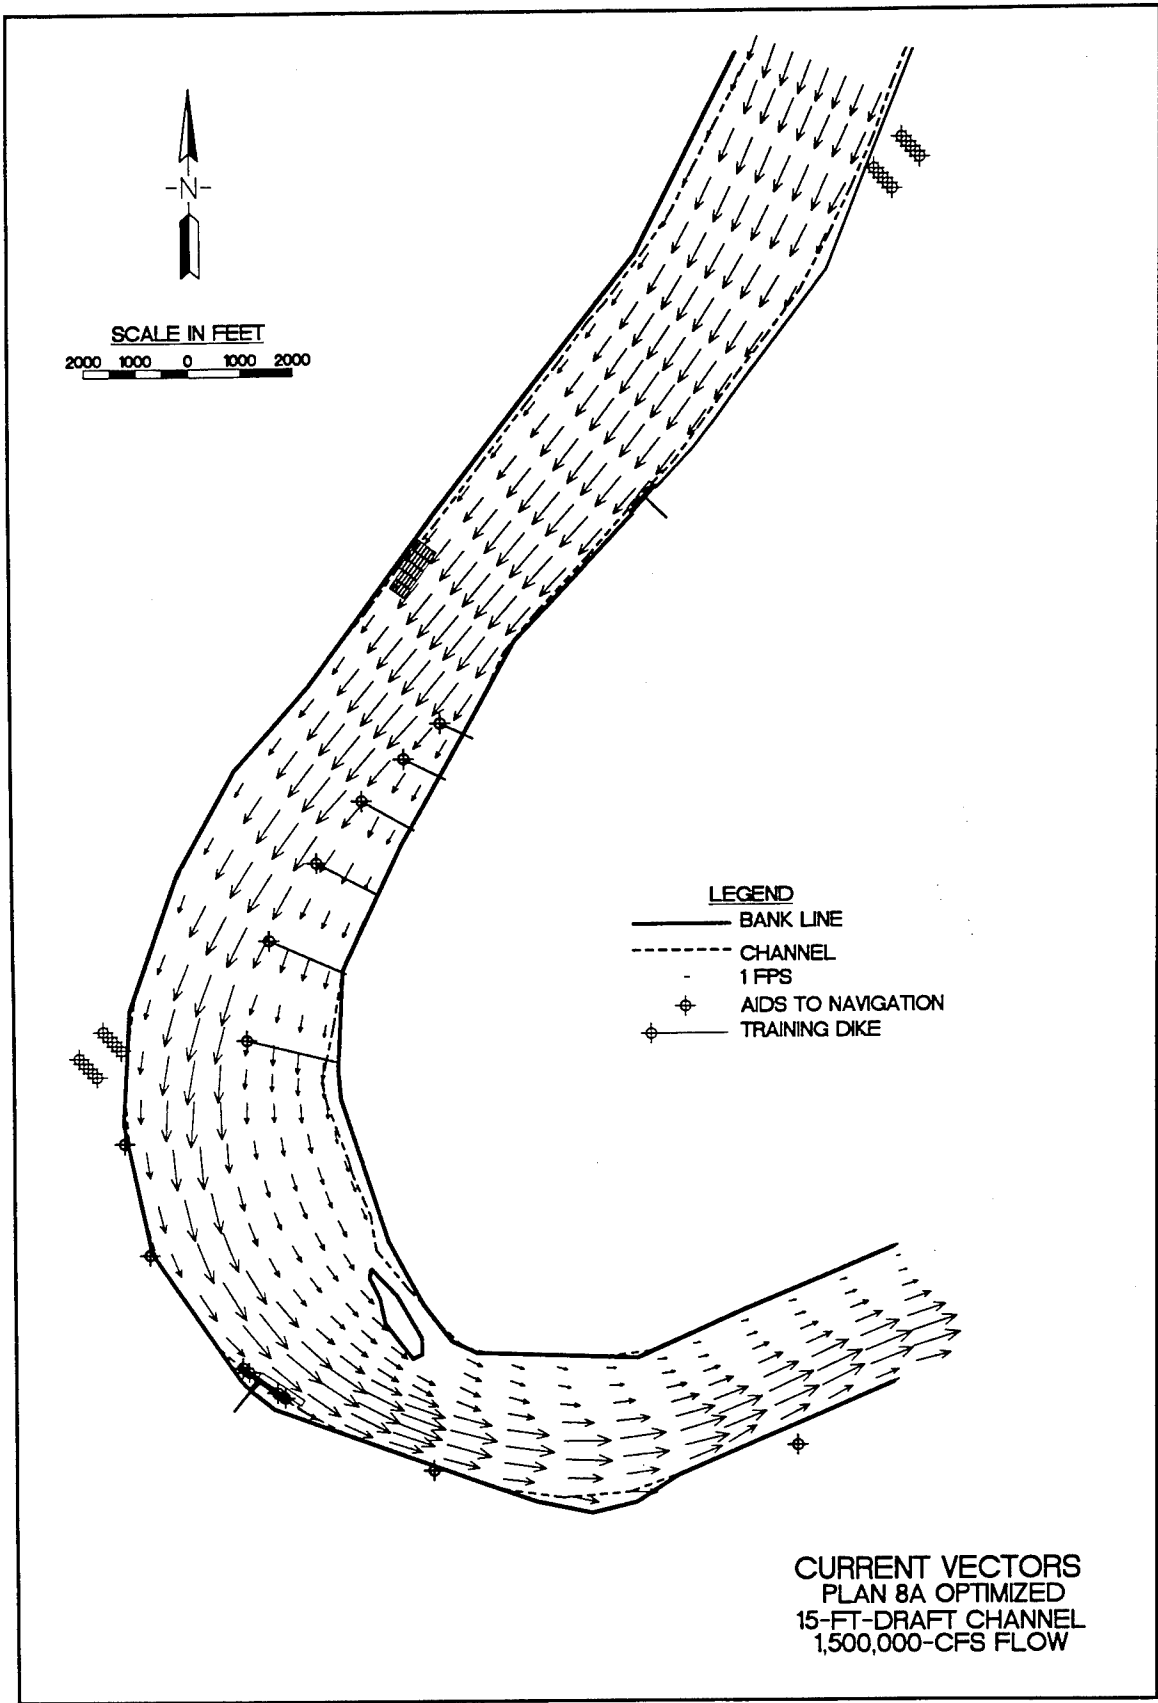 -N-
SCALE IN FEET
2000 1000 0 1000 2000
LEGEND
BANK LINE
CHANNEL
1 FPS
AIDS TO NAVIGATION
TRAINING DIKE
CURRENT VECTORS
PLAN 8A OPTIMIZED
15-FT-DRAFT CHANNEL
1,500,000-CFS FLOW